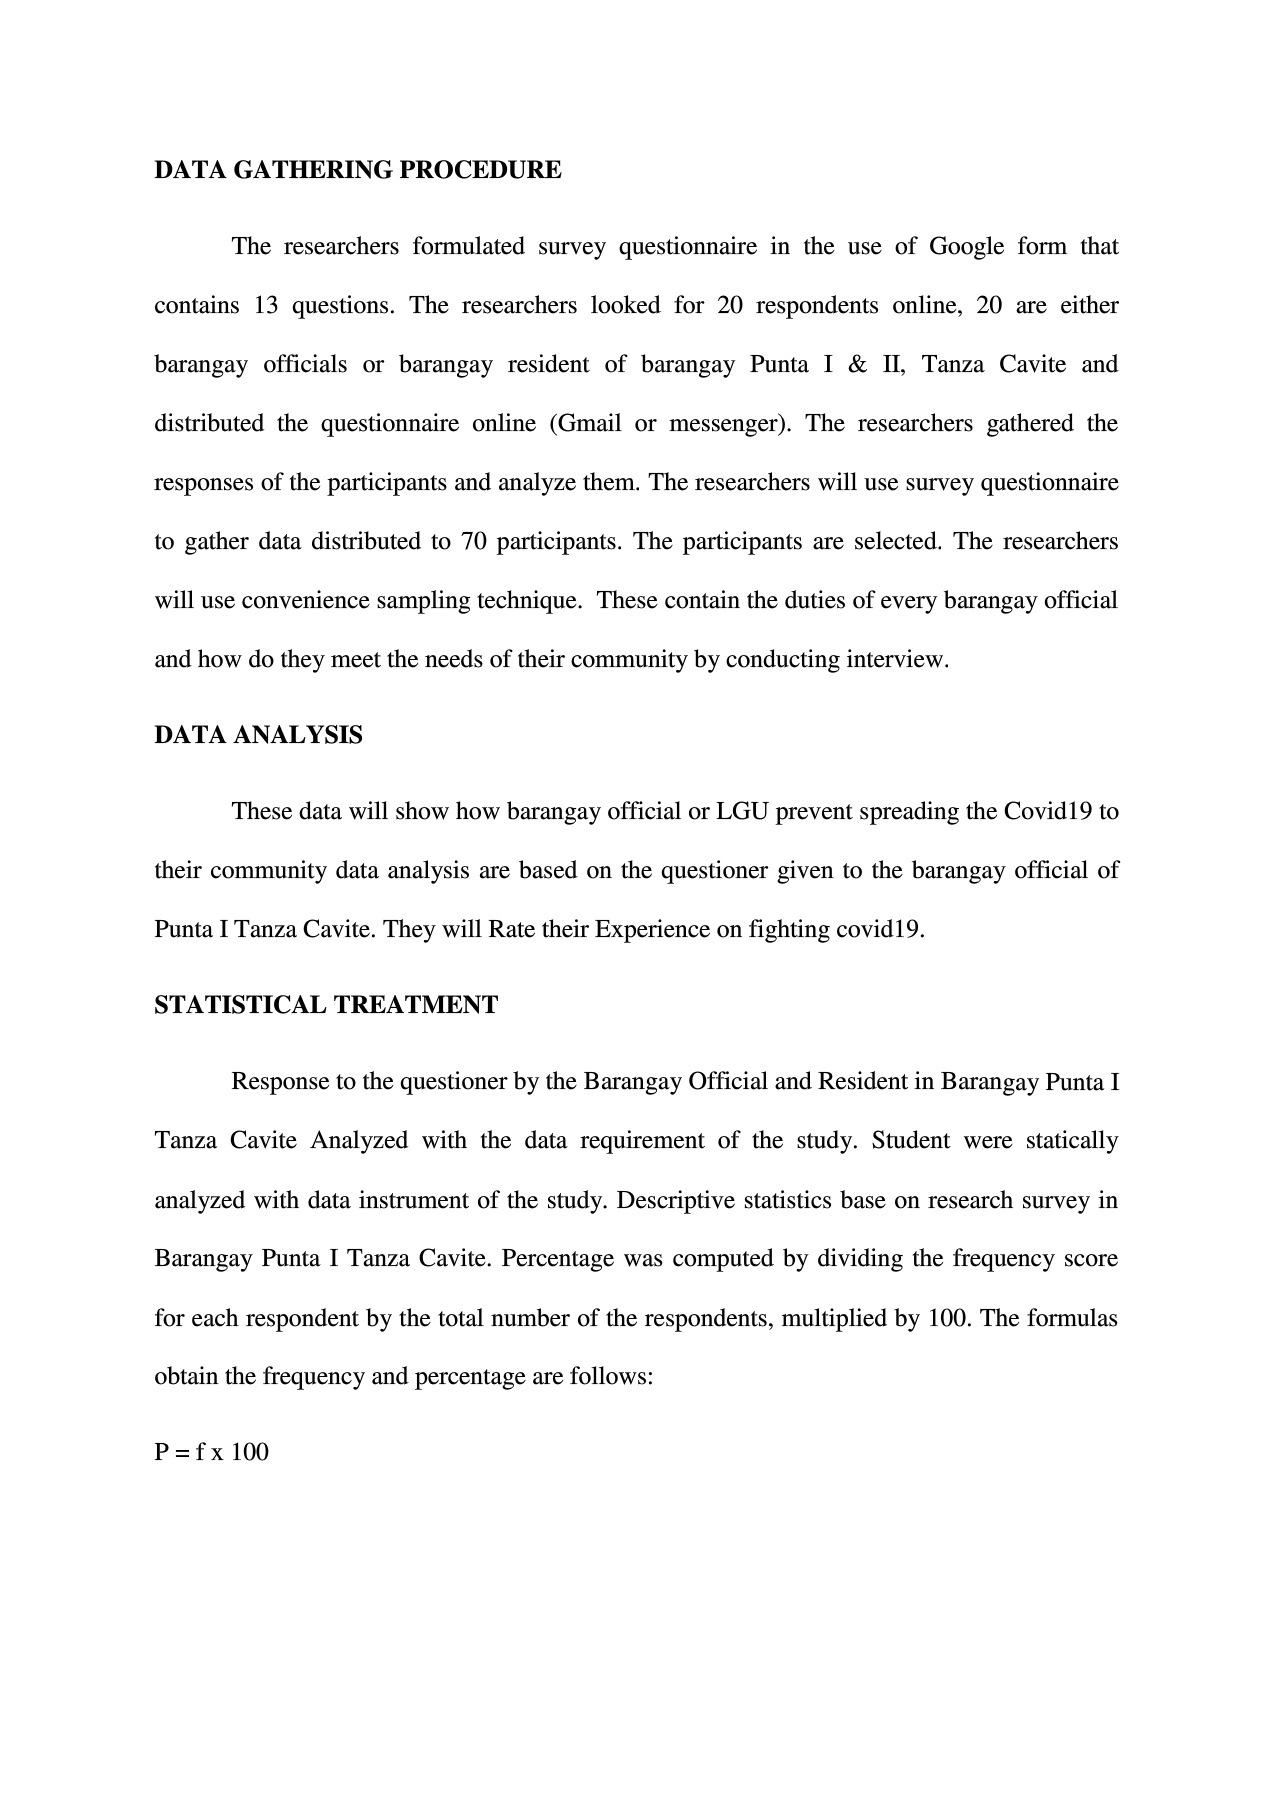 DATA GATHERING PROCEDURE
The researchers formulated survey questionnaire in the use of Google form that
contains 13 questions. The researchers looked for 20 respondents online, 20 are either
barangay officials or barangay resident of barangay Punta I & II, Tanza Cavite and
distributed the questionnaire online (Gmail or messenger). The researchers gathered the
responses of the participants and analyze them. The researchers will use survey questionnaire
to gather data distributed to 70 participants. The participants are selected. The researchers
will use convenience sampling technique.  These contain the duties of every barangay official
and how do they meet the needs of their community by conducting interview.
DATA ANALYSIS
These data will show how barangay official or LGU prevent spreading the Covid19 to
their community data analysis are based on the questioner given to the barangay official of
Punta I Tanza Cavite. They will Rate their Experience on fighting covid19.
STATISTICAL TREATMENT
Response to the questioner by the Barangay Official and Resident in Barangay Punta I
Tanza Cavite Analyzed with the data requirement of the study. Student were statically
analyzed with data instrument of the study. Descriptive statistics base on research survey in
Barangay Punta I Tanza Cavite. Percentage was computed by dividing the frequency score
for each respondent by the total number of the respondents, multiplied by 100. The formulas
obtain the frequency and percentage are follows:
P = f x 100